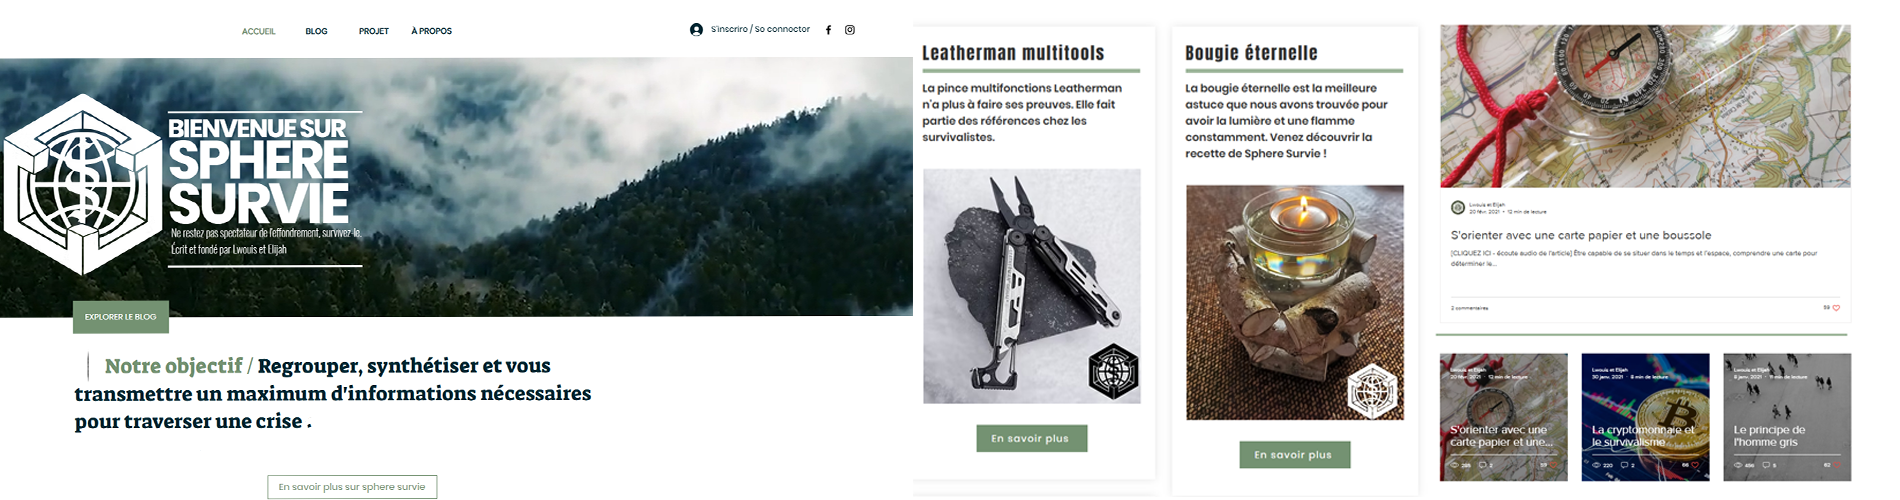 ACCUEIL
BLOG
PROJET
À PROPOS
S'inscrire / Se connecter
BIENVENUE SUR
SPHERE
SURVIE
Ne restez pas spectateur de l'effondrement, survivez-le.
Écrit et fondé par Lwouis et Elijah
EXPLORER LE BLOG
Notre objectif / Regrouper, synthétiser et vous
transmettre un maximum d'informations nécessaires
pour traverser une crise .
En savoir plus sur sphere survie
Leatherman multitools
La pince multifonctions Leatherman
n'a plus à faire ses preuves. Elle fait
partie des références chez les
survivalistes.
En savoir plus
Bougie éternelle
La bougie éternelle est la meilleure
astuce que nous avons trouvée pour
avoir la lumière et une flamme
constamment. Venez découvrir la
recette de Sphere Survie !
En savoir plus
Lwouis et Elijah
20 févr. 2021 • 12 min de lecture
S'orienter avec une carte papier et une boussole
[CLIQUEZ ICI - écoute audio de l'article] Être capable de se situer dans le temps et l'espace, comprendre une carte pour
déterminer le...
2 commentaires
59
Lwouis et Elijah
20 févr. 2021 • 12 min de lecture
S'orienter avec une
carte papier et une...
2
59
Lwouis et Elijah
30 janv. 2021 • 8 min de lecture
La cryptomonnaie et
le survivalisme
220
2
66
Lwouis et Elijah
8 janv. 2021 • 11 min de lecture
Le principe de
l'homme gris
5
62